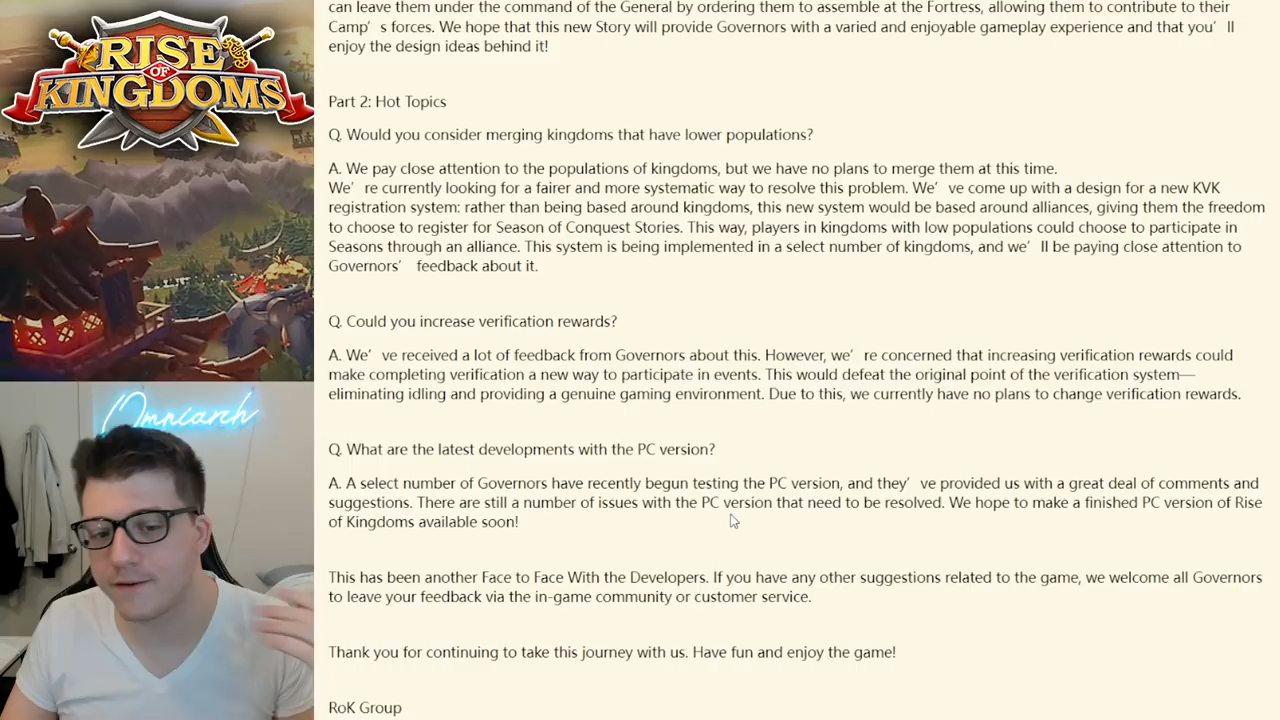 RISE
OF
KINGDOMS
Omniarch
can leave them under the command of the General by ordering them to assemble at the Fortress, allowing them to contribute to their
Camp’s forces. We hope that this new Story will provide Governors with a varied and enjoyable gameplay experience and that you’ll
enjoy the design ideas behind it!
Part 2: Hot Topics
Q. Would you consider merging kingdoms that have lower populations?
A. We pay close attention to the populations of kingdoms, but we have no plans to merge them at this time.
We’re currently looking for a fairer and more systematic way to resolve this problem. We’ve come up with a design for a new KVK
registration system: rather than being based around kingdoms, this new system would be based around alliances, giving them the freedom
to choose to register for Season of Conquest Stories. This way, players in kingdoms with low populations could choose to participate in
Seasons through an alliance. This system is being implemented in a select number of kingdoms, and we’ll be paying close attention to
Governors’ feedback about it.
Q. Could you increase verification rewards?
A. We’ve received a lot of feedback from Governors about this. However, we’re concerned that increasing verification rewards could
make completing verification a new way to participate in events. This would defeat the original point of the verification system—
eliminating idling and providing a genuine gaming environment. Due to this, we currently have no plans to change verification rewards.
Q. What are the latest developments with the PC version?
A. A select number of Governors have recently begun testing the PC version, and they’ve provided us with a great deal of comments and
suggestions. There are still a number of issues with the PC version that need to be resolved. We hope to make a finished PC version of Rise
of Kingdoms available soon!
This has been another Face to Face With the Developers. If you have any other suggestions related to the game, we welcome all Governors
to leave your feedback via the in-game community or customer service.
Thank you for continuing to take this journey with us. Have fun and enjoy the game!
RoK Group